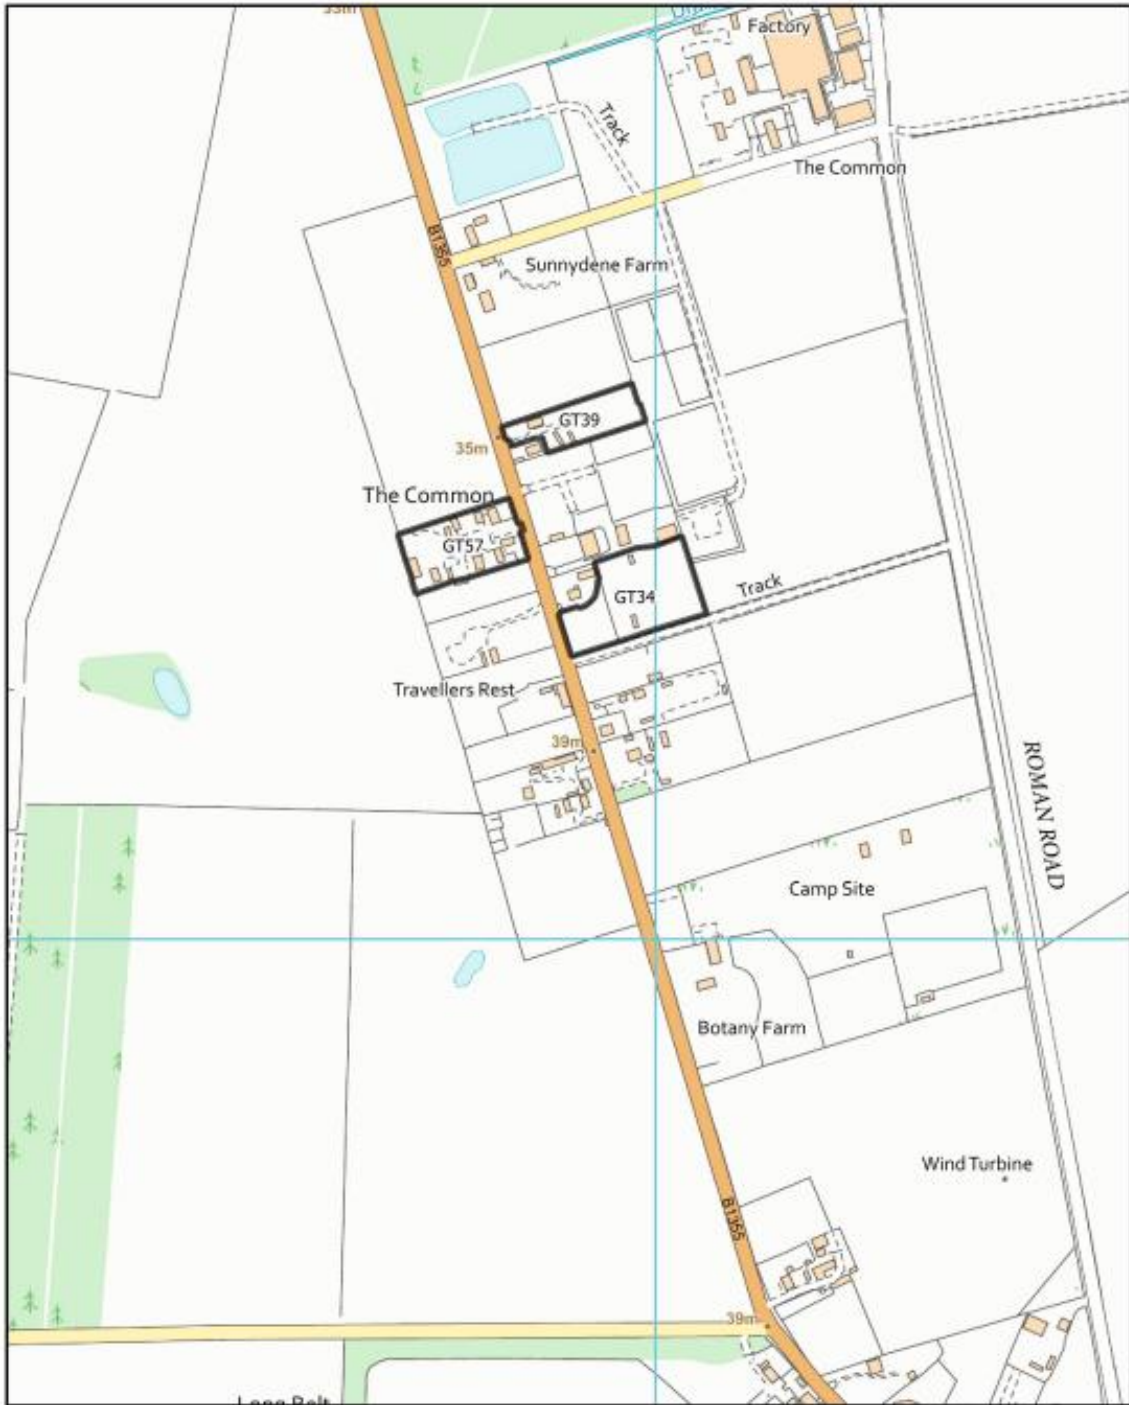 Factory
Track
The Common
B1355
Sunnydene Farm
GT39
35m
The Common
GT57
GT34
Track
Travellers Rest
39m
ROMAN ROAD
Camp Site
Botany Farm
Wind Turbine
B1355
39m